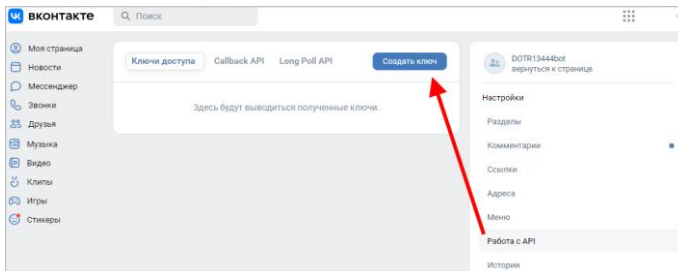 вконтакте
Поиск
Моя страница
Новости
Мессенджер
Звонки
Друзья
Музыка
Видео
Клипы
Игры
Стикеры
Ключи доступа Callback API Long Poll API Создать ключ
Здесь будут выводиться полученные ключи.
DOTR13444bot
вернуться к странице
Настройки
Разделы
Комментарии
Ссылки
Адреса
Меню
Работа с API
Истории